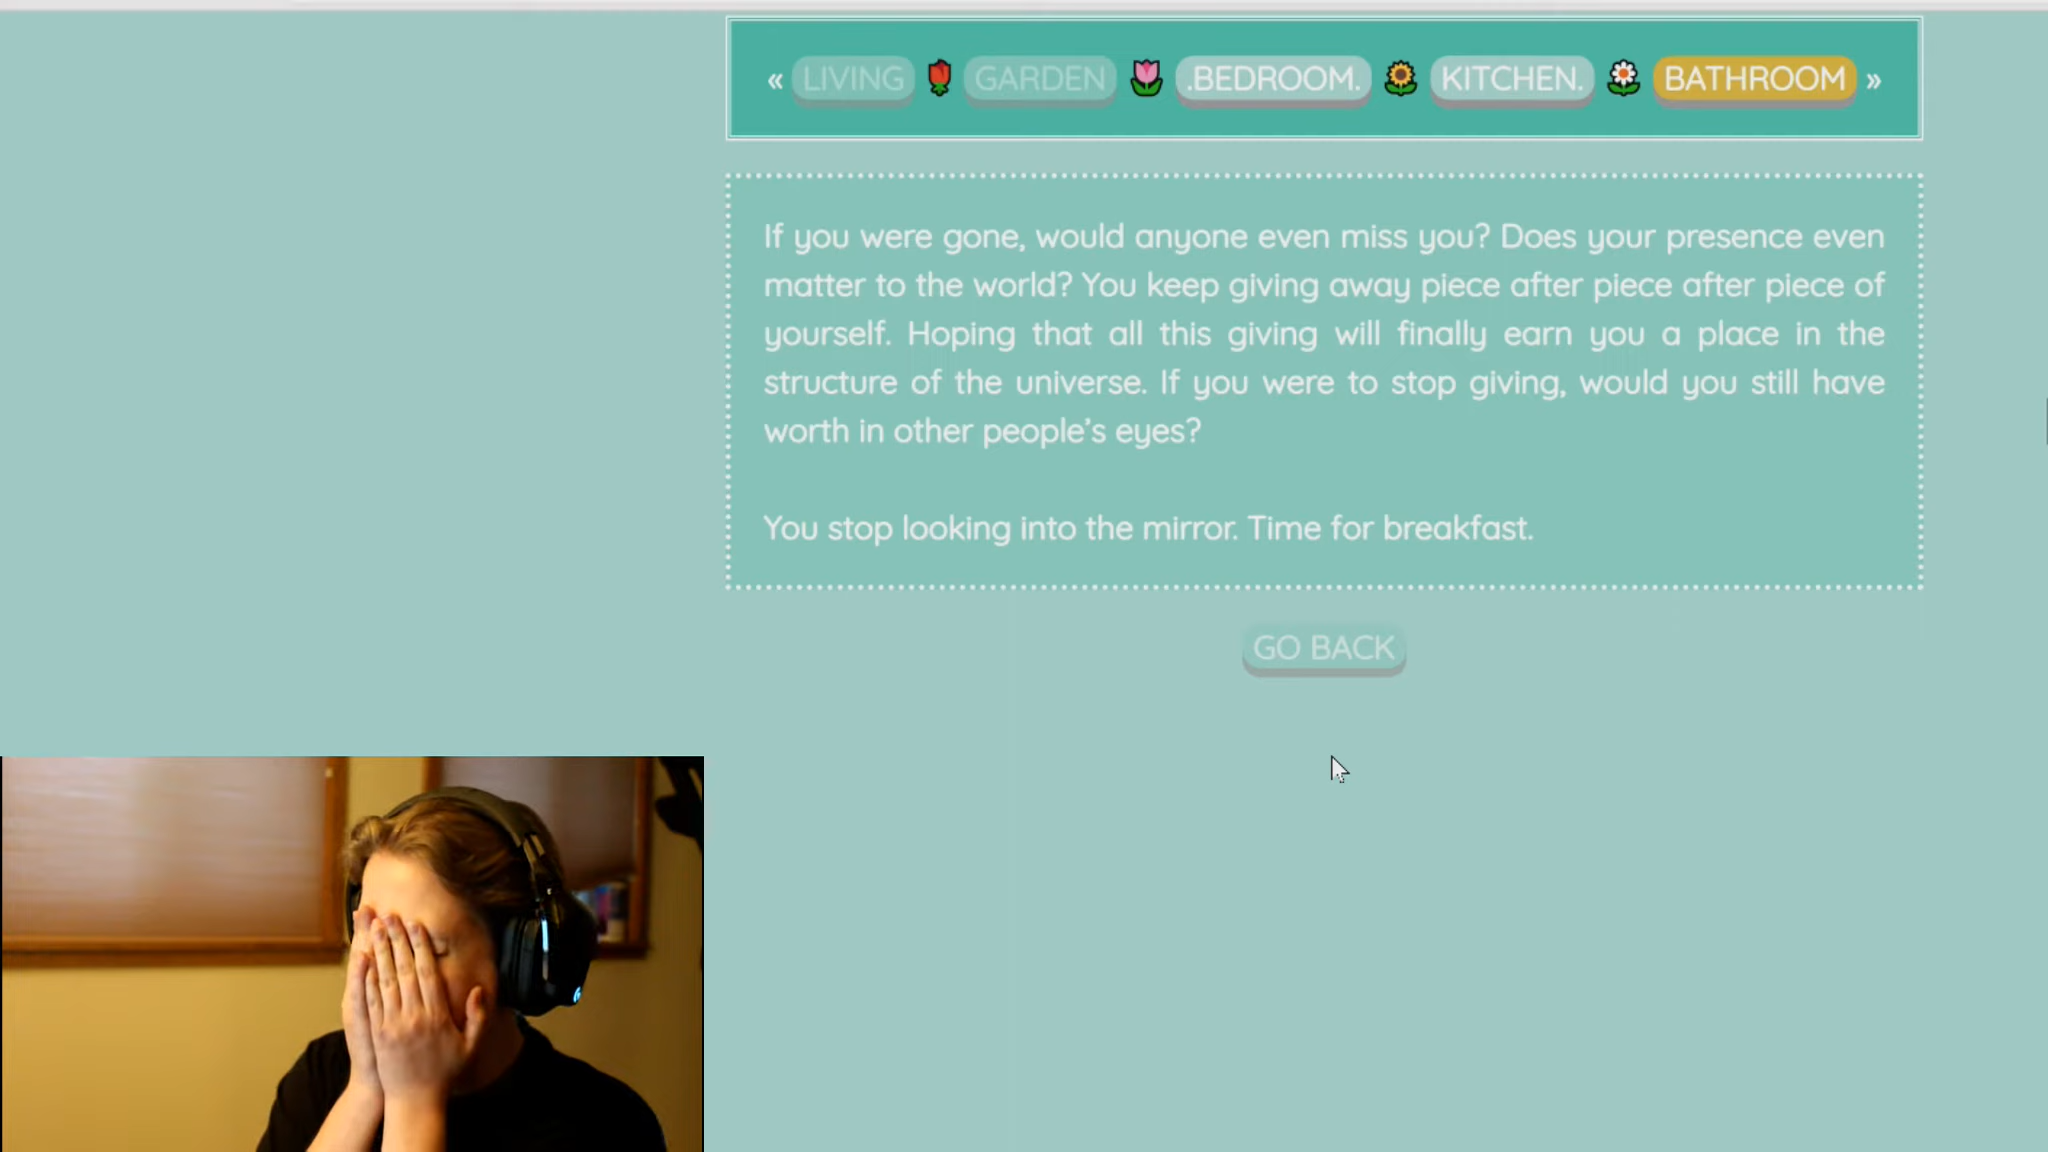 « LIVING GARDEN .BEDROOM. KITCHEN. BATHROOM »
If you were gone, would anyone even miss you? Does your presence even
matter to the world? You keep giving away piece after piece after piece of
yourself. Hoping that all this giving will finally earn you a place in the
structure of the universe. If you were to stop giving, would you still have
worth in other people’s eyes?
You stop looking into the mirror. Time for breakfast.
GO BACK